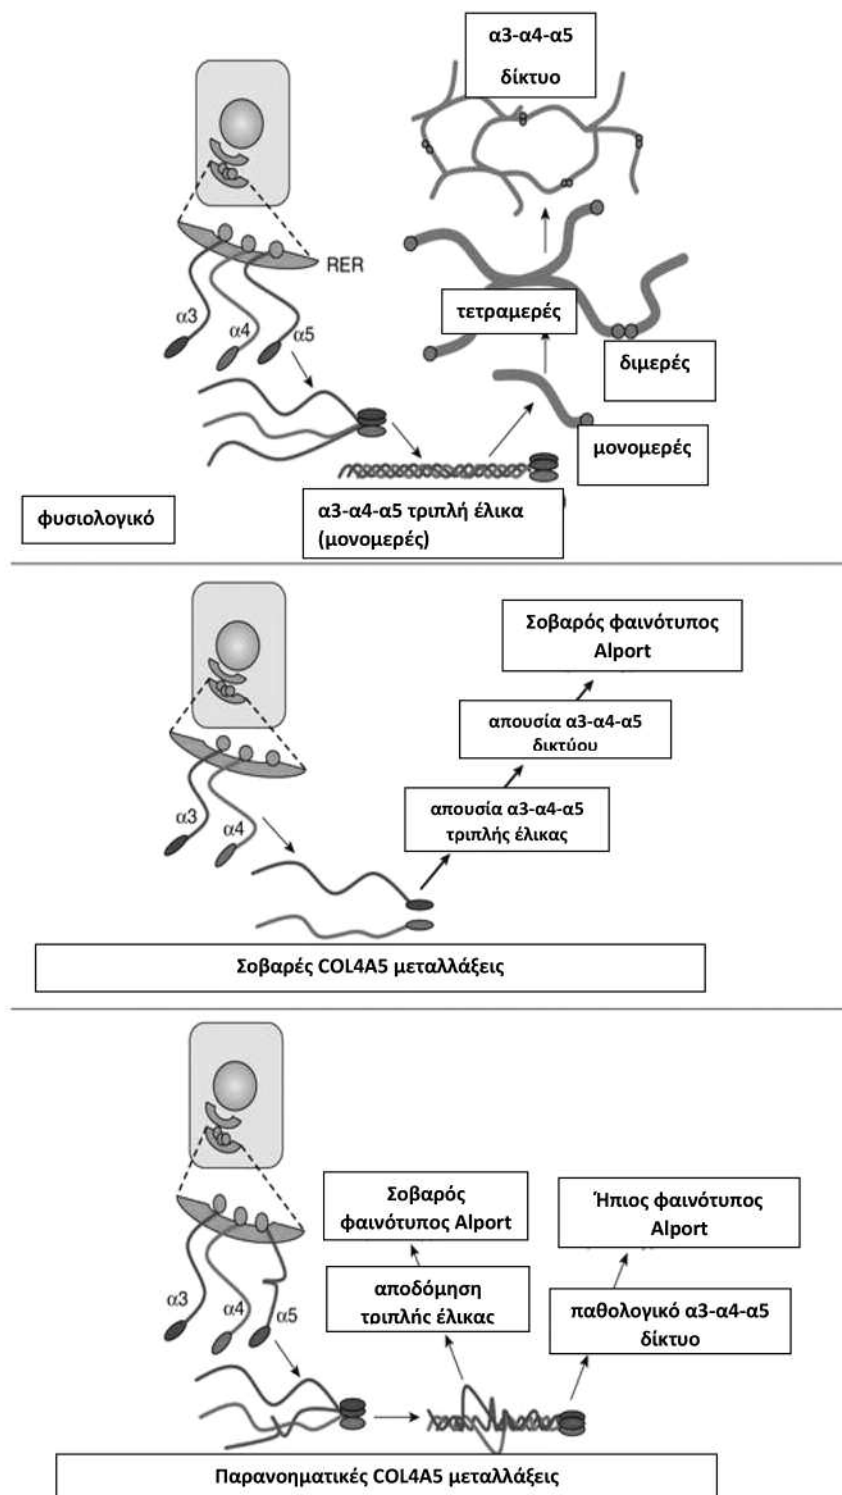 α3-α4-α5
δίκτυο
RER
α3
α4
α5
τετραμερές
διμερές
μονομερές
φυσιολογικό
α3-α4-α5 τριπλή έλικα
(μονομερές)
Σοβαρός φαινότυπος
Alport
απουσία α3-α4-α5
δικτύου
απουσία α3-α4-α5
τριπλής έλικας
α3
α4
Σοβαρές COL4A5 μεταλλάξεις
Σοβαρός
φαινότυπος Alport
Ήπιος φαινότυπος
Alport
αποδόμηση
τριπλής έλικας
παθολογικό α3-α4-α5
δίκτυο
α3
α4
α5
Παρανοηματικές COL4A5 μεταλλάξεις